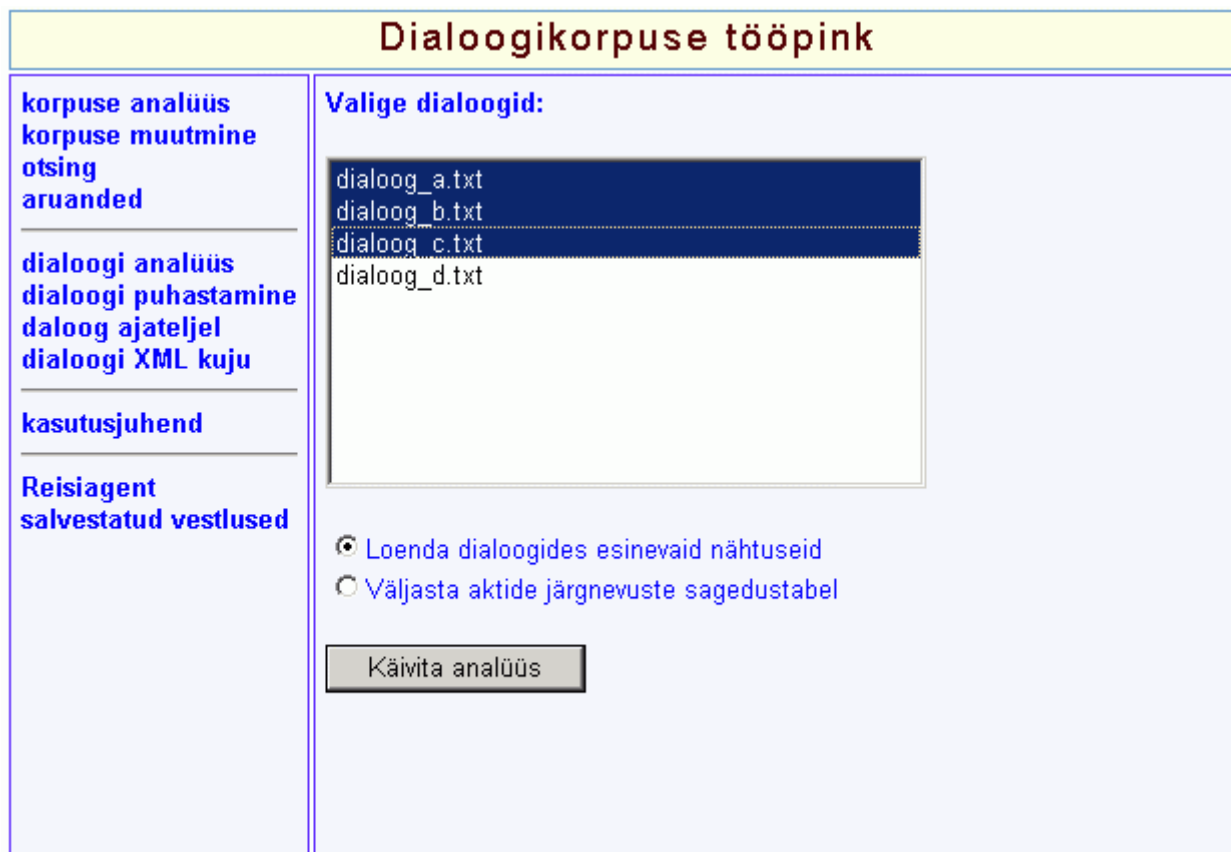 Dialoogikorpuse tööpink
korpuse analüüs
korpuse muutmine
otsing
aruanded
dialoogi analüüs
dialoogi puhastamine
daloog ajateljel
dialoogi XML kuju
kasutusjuhend
Reisiagent
salvestatud vestlused
Valige dialoogid:
dialoog_a.txt
dialoog_b.txt
dialoog_c.txt
dialoog_d.txt
Loenda dialoogides esinevaid nähtuseid
Väljasta aktide järgnevuste sagedustabel
Käivita analüüs